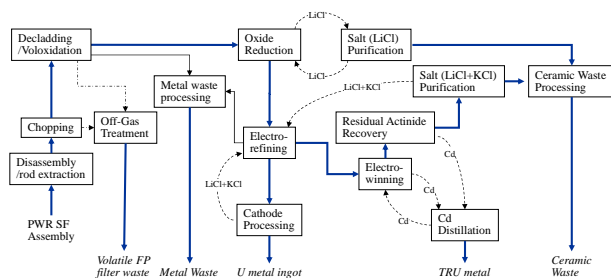 Decladding
/Voloxidation
Oxide
Reduction
LiCl
LiCl
Salt (LiCl)
Purification
Metal waste
processing
LiCl+KCl
Salt (LiCl+KCl)
Purification
Ceramic Waste
Processing
Chopping
Off-Gas
Treatment
Electro-
refining
Residual Actinide
Recovery
Disassembly
/rod extraction
LiCl+KCl
Electro-
winning
Cd
Cd
Cd
PWR SF
Assembly
Cathode
Processing
Cd
Distillation
Volatile FP
filter waste
Metal Waste
U metal ingot
TRU metal
Ceramic
Waste